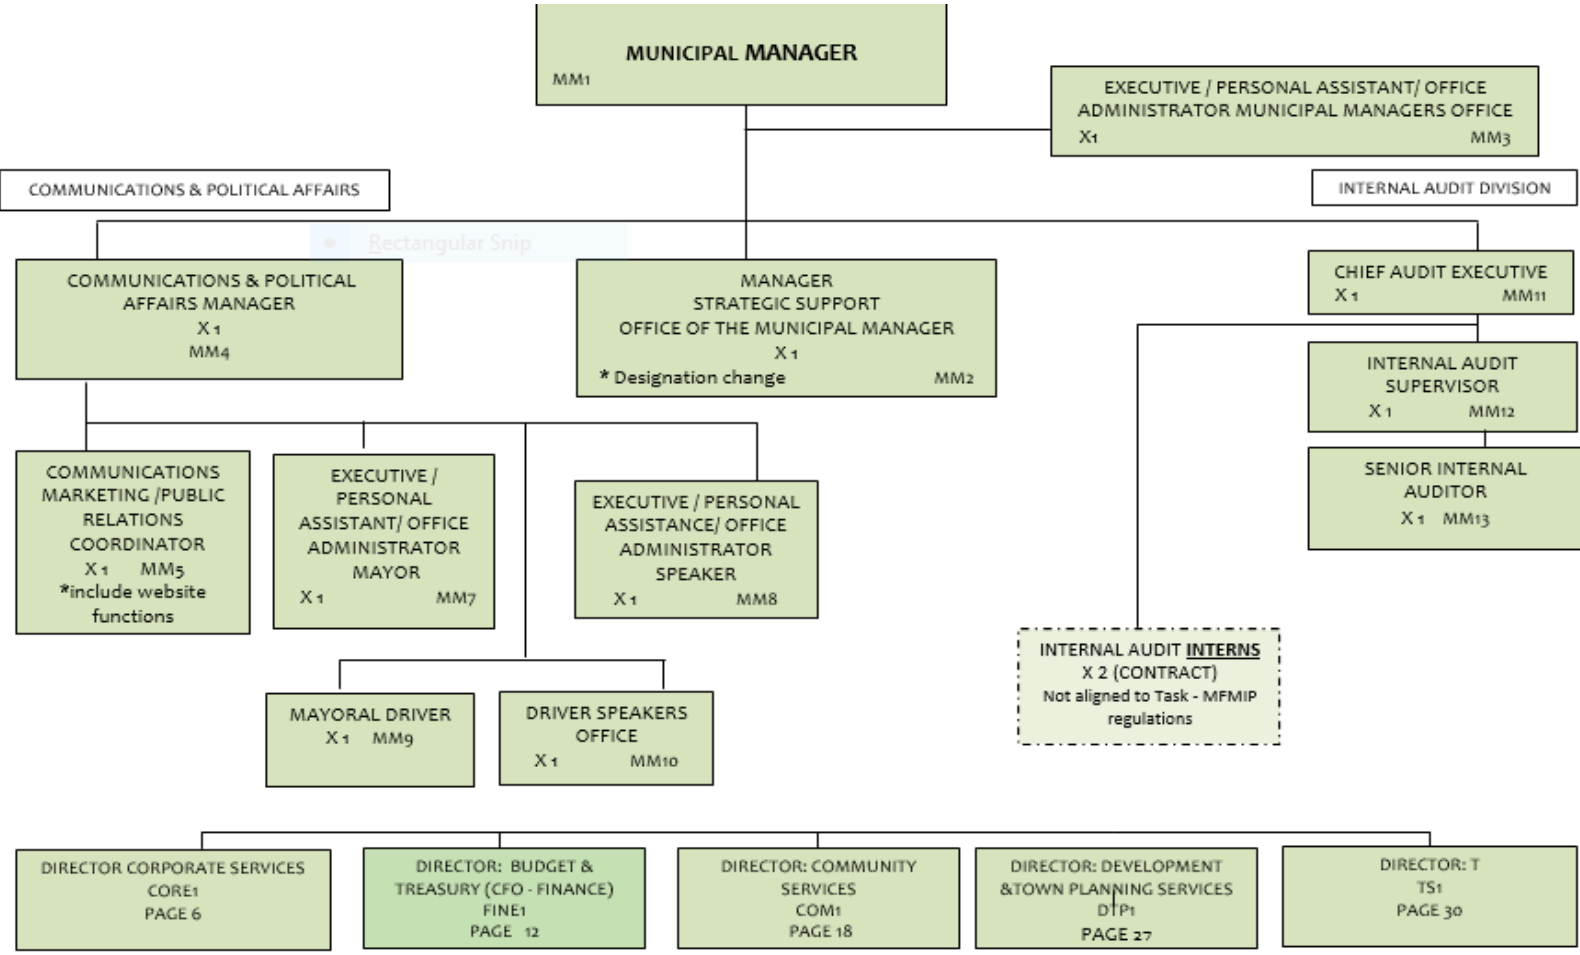 MUNICIPAL MANAGER
MM1
EXECUTIVE / PERSONAL ASSISTANT/ OFFICE
ADMINISTRATOR MUNICIPAL MANAGERS OFFICE
X1 MM3
COMMUNICATIONS & POLITICAL AFFAIRS
INTERNAL AUDIT DIVISION
Rectangular Snip
COMMUNICATIONS & POLITICAL
AFFAIRS MANAGER
X 1
MM4
MANAGER
STRATEGIC SUPPORT
OFFICE OF THE MUNICIPAL MANAGER
X 1
* Designation change MM2
CHIEF AUDIT EXECUTIVE
X 1 MM11
INTERNAL AUDIT
SUPERVISOR
X 1 MM12
SENIOR INTERNAL
AUDITOR
X 1 MM13
COMMUNICATIONS
MARKETING /PUBLIC
RELATIONS
COORDINATOR
X 1 MM5
*include website
functions
EXECUTIVE /
PERSONAL
ASSISTANT/ OFFICE
ADMINISTRATOR
MAYOR
X 1 MM7
EXECUTIVE / PERSONAL
ASSISTANCE/ OFFICE
ADMINISTRATOR
SPEAKER
X 1 MM8
INTERNAL AUDIT INTERNS
X 2 (CONTRACT)
Not aligned to Task - MFMIP
regulations
MAYORAL DRIVER
X 1 MM9
DRIVER SPEAKERS
OFFICE
X 1 MM10
DIRECTOR CORPORATE SERVICES
CORE1
PAGE 6
DIRECTOR: BUDGET &
TREASURY (CFO - FINANCE)
FINE1
PAGE 12
DIRECTOR: COMMUNITY
SERVICES
COM1
PAGE 18
DIRECTOR: DEVELOPMENT
&TOWN PLANNING SERVICES
DTP1
PAGE 27
DIRECTOR: T
TS1
PAGE 30